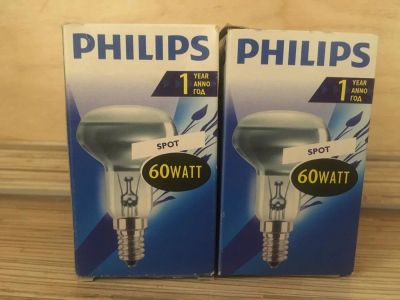 PHILIPS
1 YEAR
ANNO
ГОД
SPOT
60WATT
PHILIPS
1 YEAR
ANNO
ГОД
SPOT
60WATT